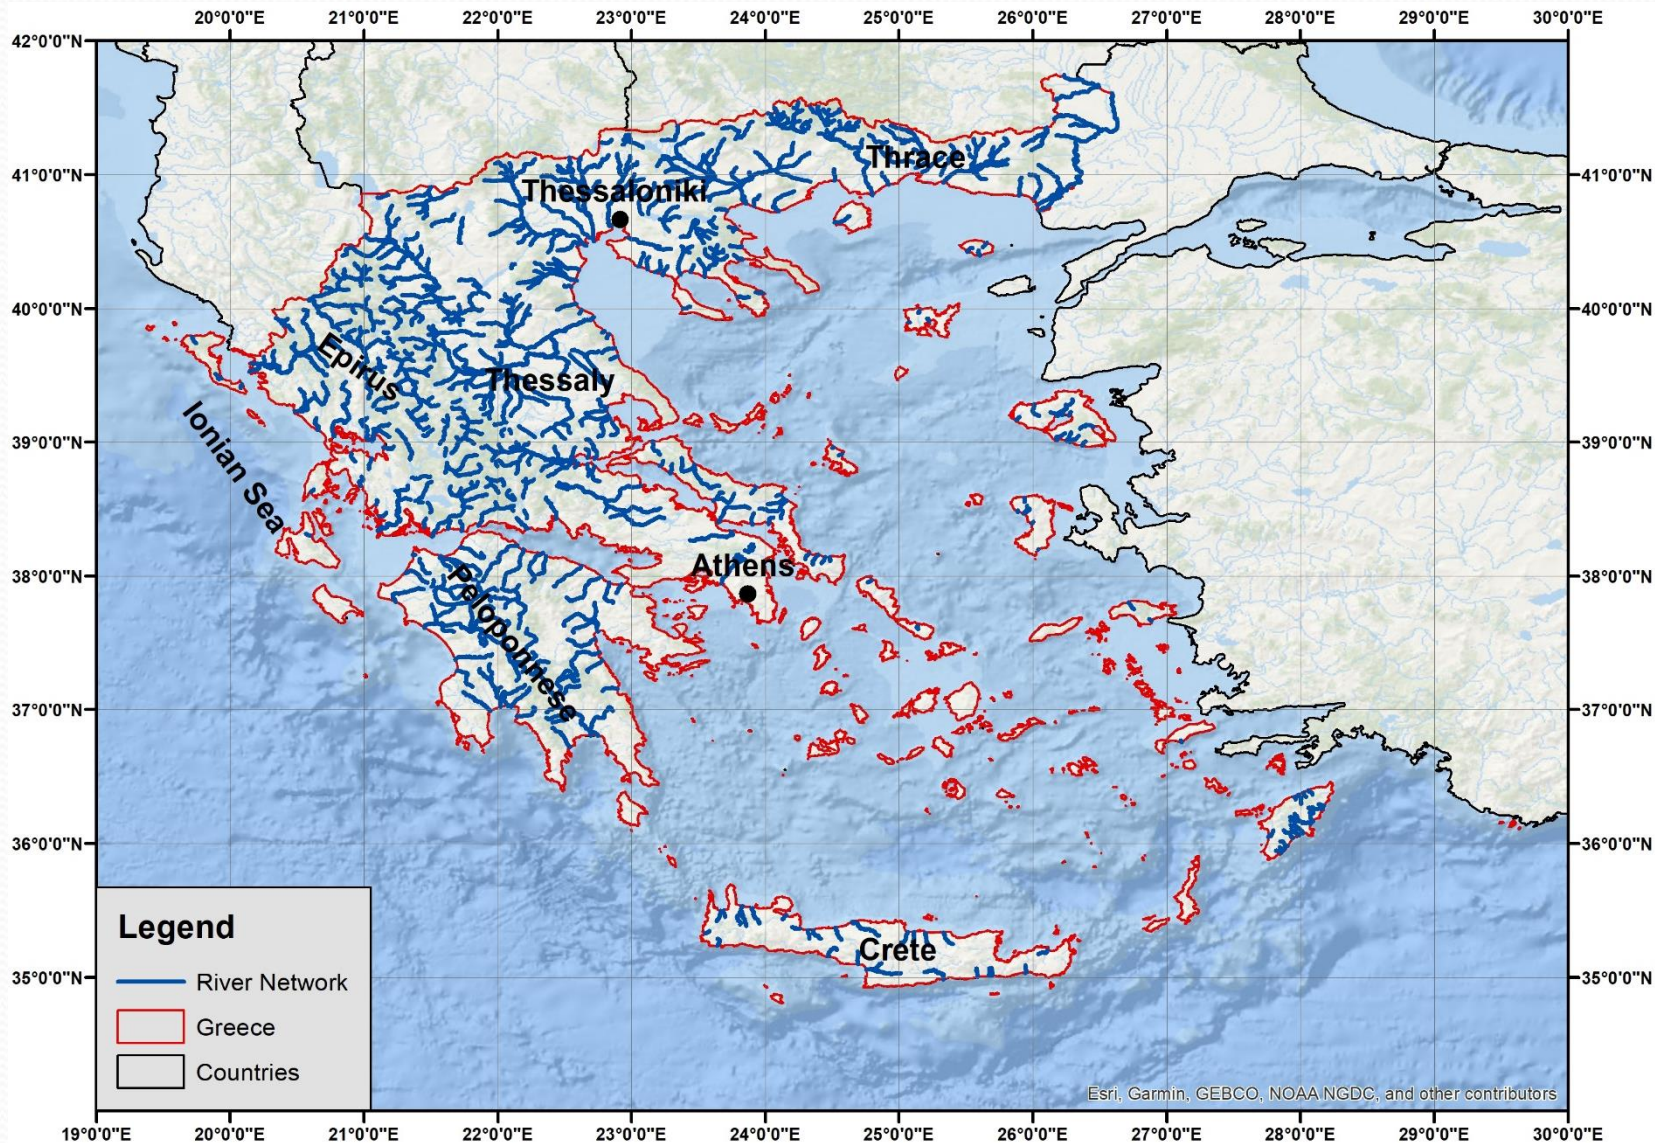 20°0'0"N 21°0'0"E 22°0'0"E 23°0'0"E 24°0'0"E 25°0'0"E 26°0'0"E 27°0'0"E 28°0'0"E 29°0'0"E 30°0'0"E
42°0'0"N
41°0'0"N 41°0'0"N
40°0'0"N 40°0'0"N
39°0'0"N 39°0'0"N
38°0'0"N 38°0'0"N
37°0'0"N 37°0'0"N
36°0'0"N 36°0'0"N
35°0'0"N 35°0'0"N
Thrace
Thessaloniki
Epirus
Thessaly
Ionian Sea
Athens
Peloponnese
Crete
Legend
River Network
Greece
Countries
Esri, Garmin, GEBCO, NOAA NGDC, and other contributors
19°0'0"E 20°0'0"E 21°0'0"E 22°0'0"E 23°0'0"E 24°0'0"E 25°0'0"E 26°0'0"E 27°0'0"E 28°0'0"E 29°0'0"E 30°0'0"E